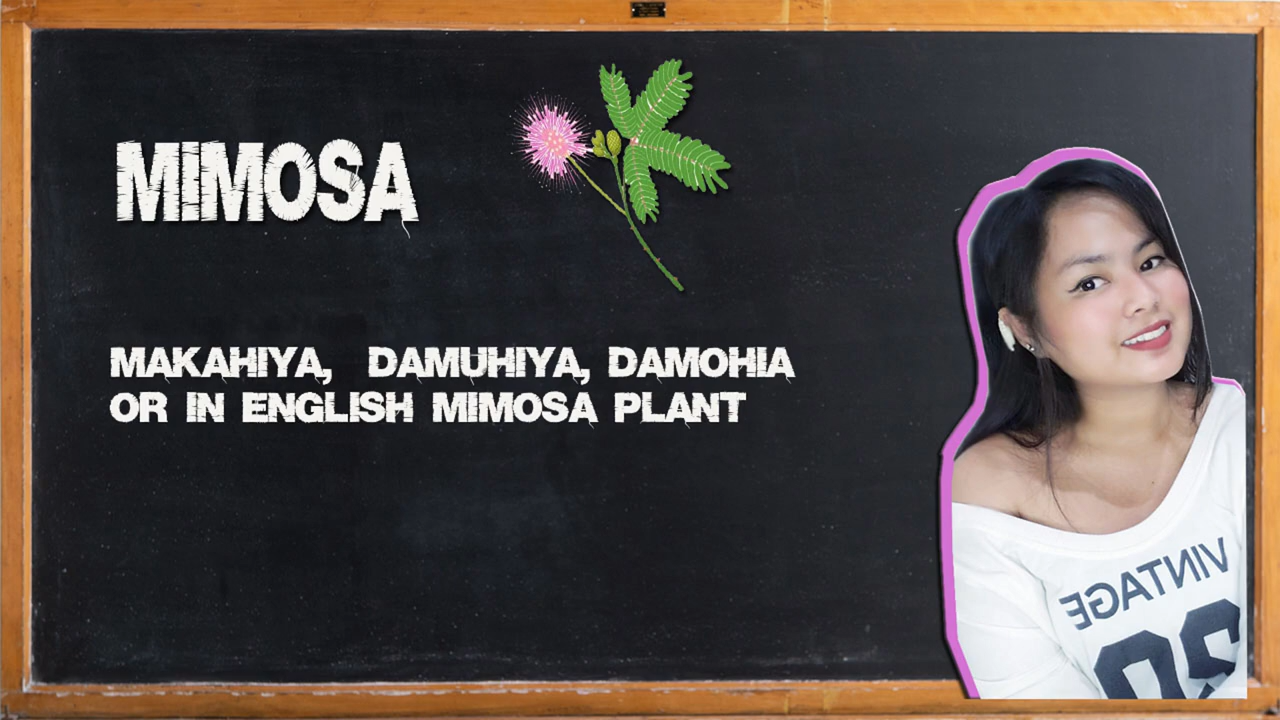 MIMOSA
MAKAHIYA, DAMUHIYA, DAMOHIA
OR IN ENGLISH MIMOSA PLANT
VINTAGE